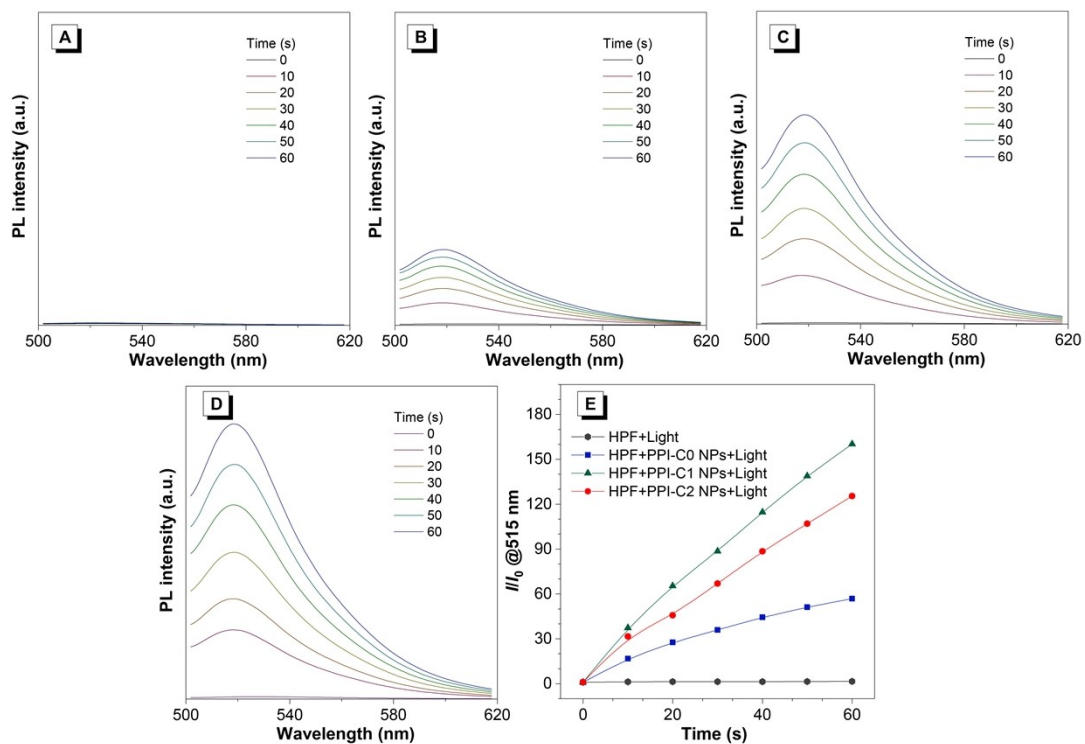 A
Time (s)
0
10
20
30
40
50
60
PL intensity (a.u.)
500 540 580 620
Wavelength (nm)
B
Time (s)
0
10
20
30
40
50
60
PL intensity (a.u.)
500 540 580 620
Wavelength (nm)
C
Time (s)
0
10
20
30
40
50
60
PL intensity (a.u.)
500 540 580 620
Wavelength (nm)
D
Time (s)
0
10
20
30
40
50
60
PL intensity (a.u.)
500 540 580 620
Wavelength (nm)
E
180
150
120
90
60
30
0
I/I0 @515 nm
HPF+Light
HPF+PPI-C0 NPs+Light
HPF+PPI-C1 NPs+Light
HPF+PPI-C2 NPs+Light
0 20 40 60
Time (s)